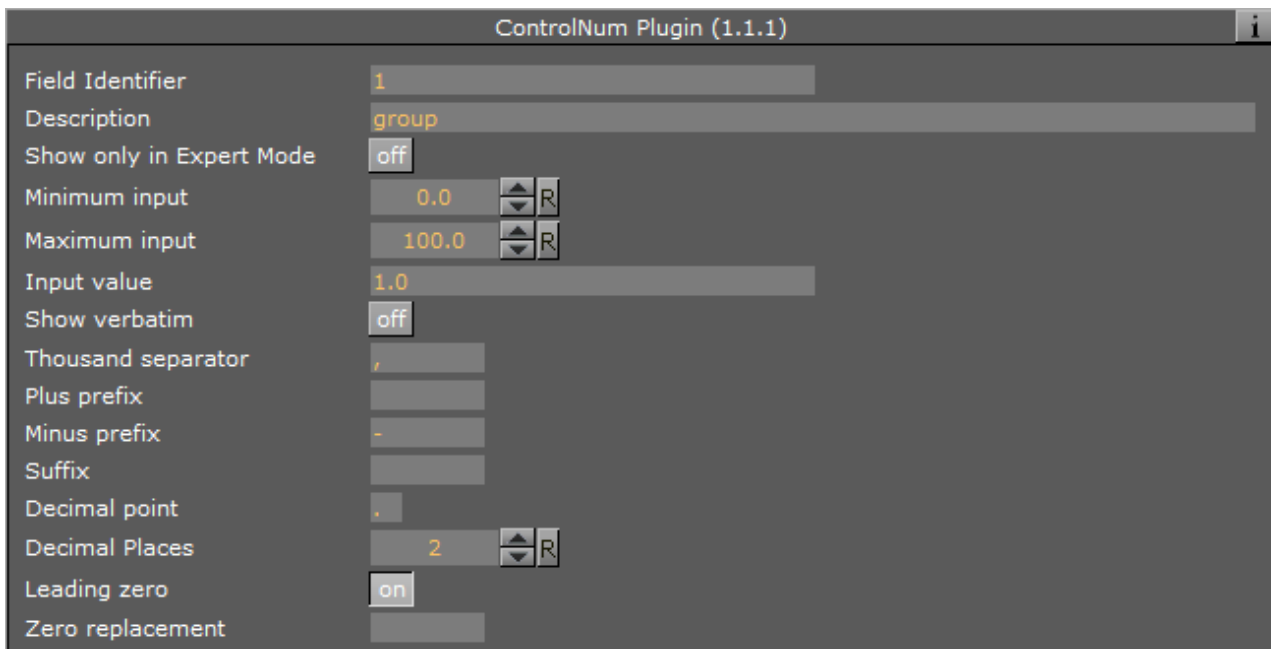 ControlNum Plugin (1.1.1) i
Field Identifier 1
Description group
Show only in Expert Mode off
Minimum input 0.0 R
Maximum input 100.0 R
Input value 1.0
Show verbatim off
Thousand separator ,
Plus prefix
Minus prefix -
Suffix
Decimal point .
Decimal Places 2 R
Leading zero on
Zero replacement